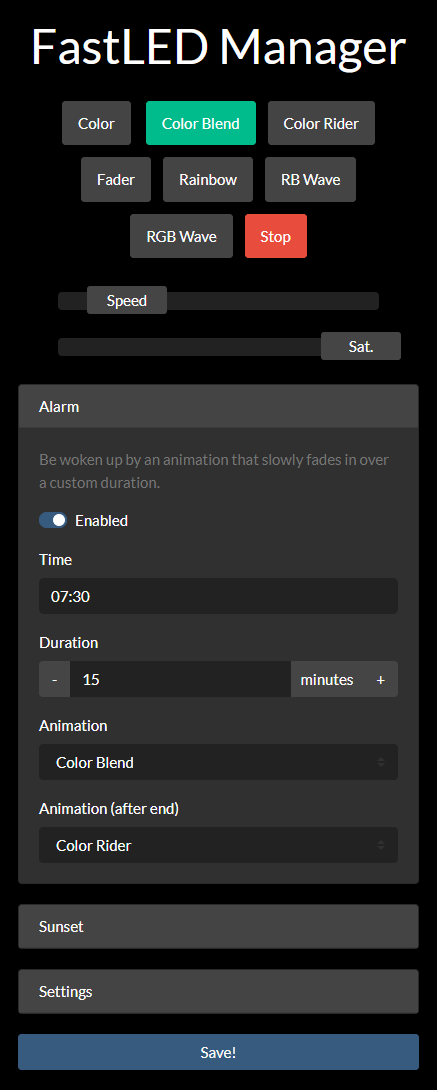 FastLED Manager
Color Color Blend Color Rider
Fader Rainbow RB Wave
RGB Wave Stop
Speed
Sat.
Alarm
Be woken up by an animation that slowly fades in over
a custom duration.
Enabled
Time
07:30
Duration
- 15 minutes +
Animation
Color Blend
Animation (after end)
Color Rider
Sunset
Settings
Save!